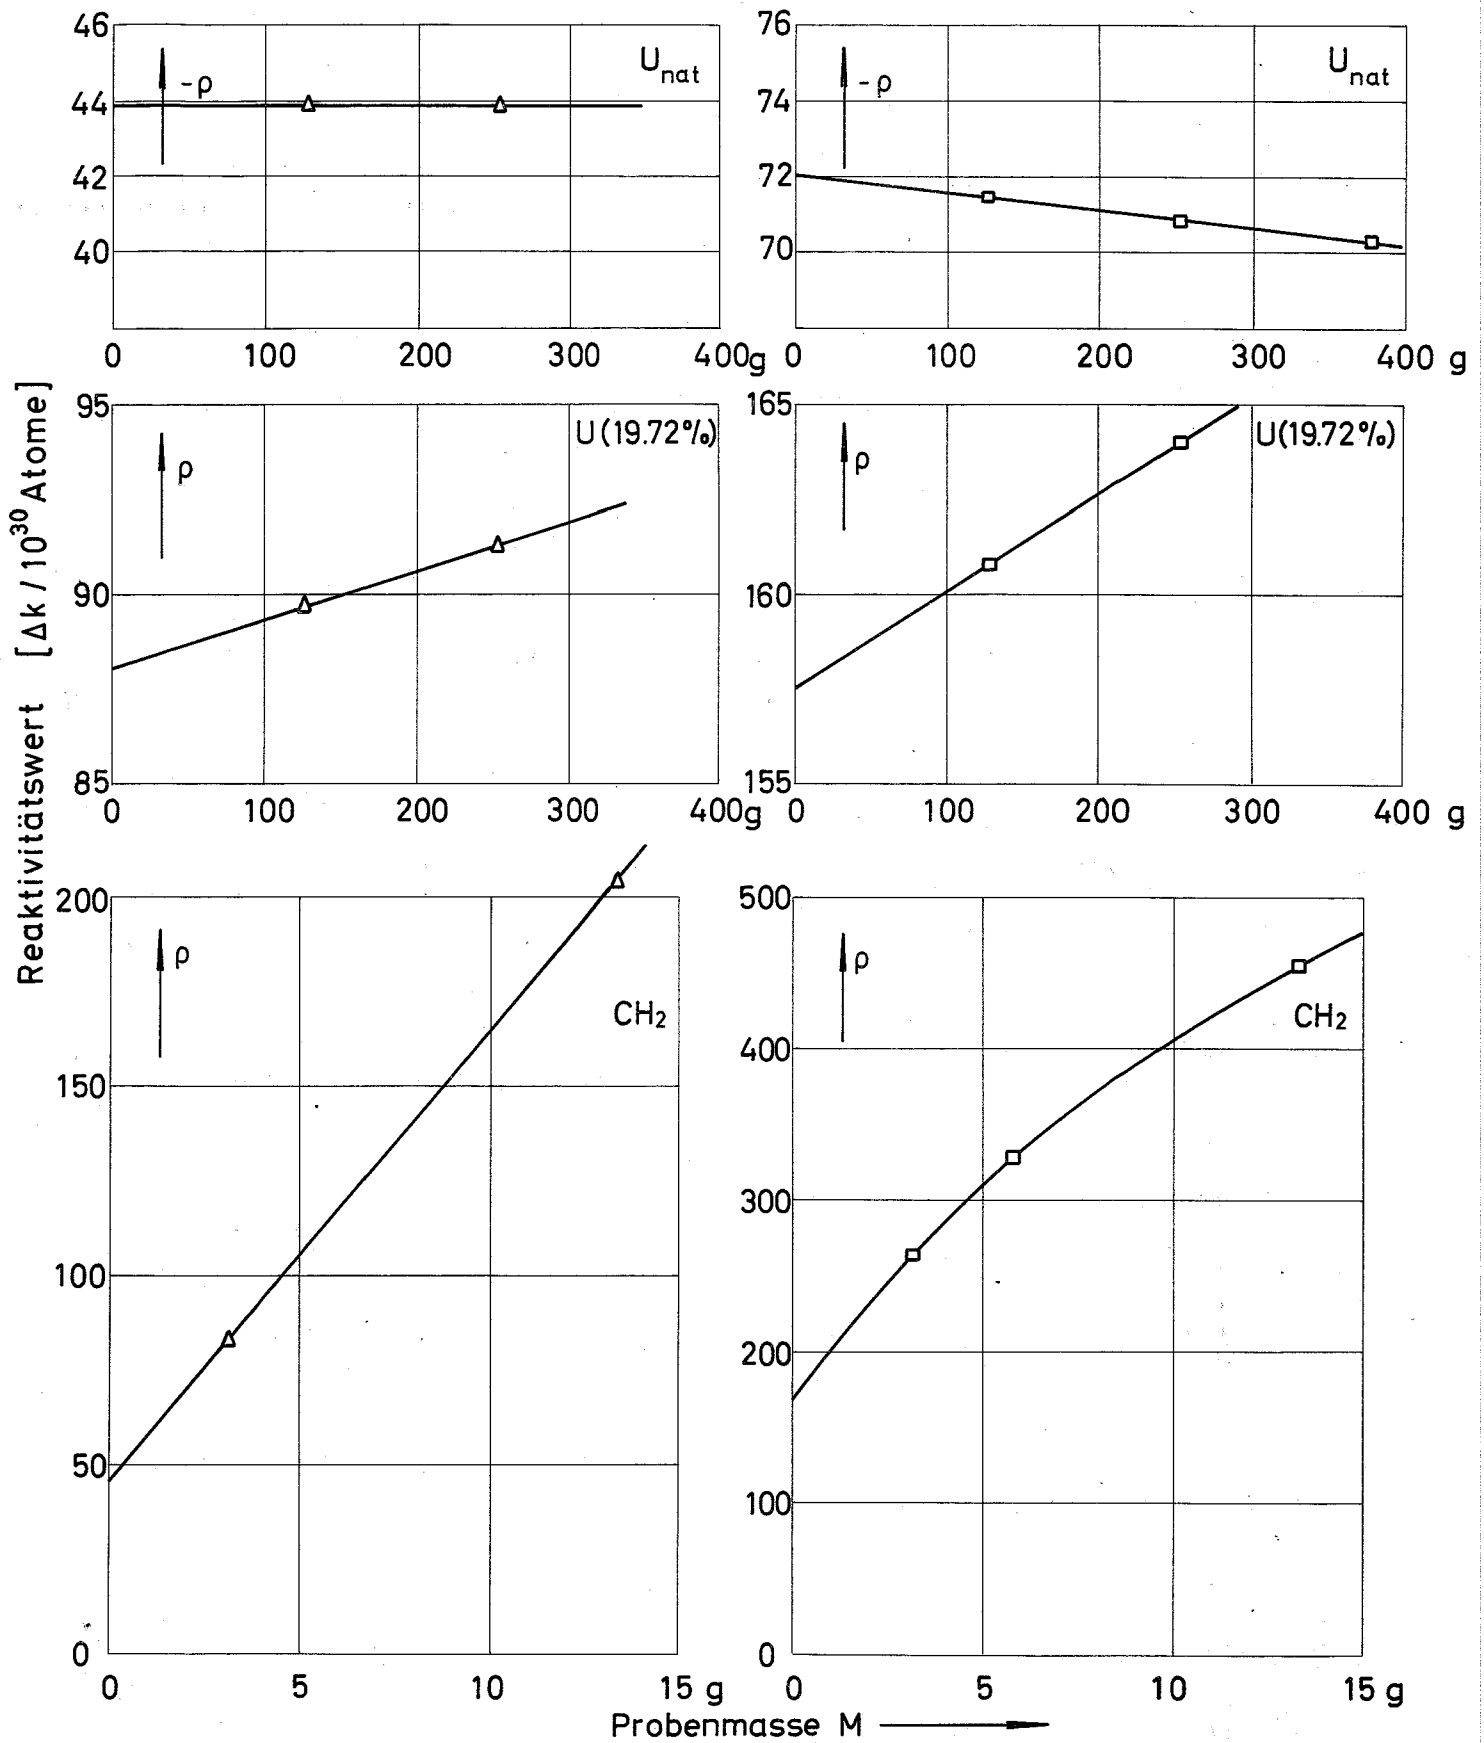 Reaktivitätswert [Δk / 10³⁰ Atome]
46
44
42
40
-ρ
U_nat
0 100 200 300 400g
76
74
72
70
-ρ
U_nat
0 100 200 300 400 g
95
90
85
ρ
U (19.72%)
0 100 200 300 400g
165
160
155
ρ
U (19.72%)
0 100 200 300 400 g
200
150
100
50
0
ρ
CH₂
0 5 10 15 g
500
400
300
200
100
0
ρ
CH₂
0 5 10 15 g
Probenmasse M